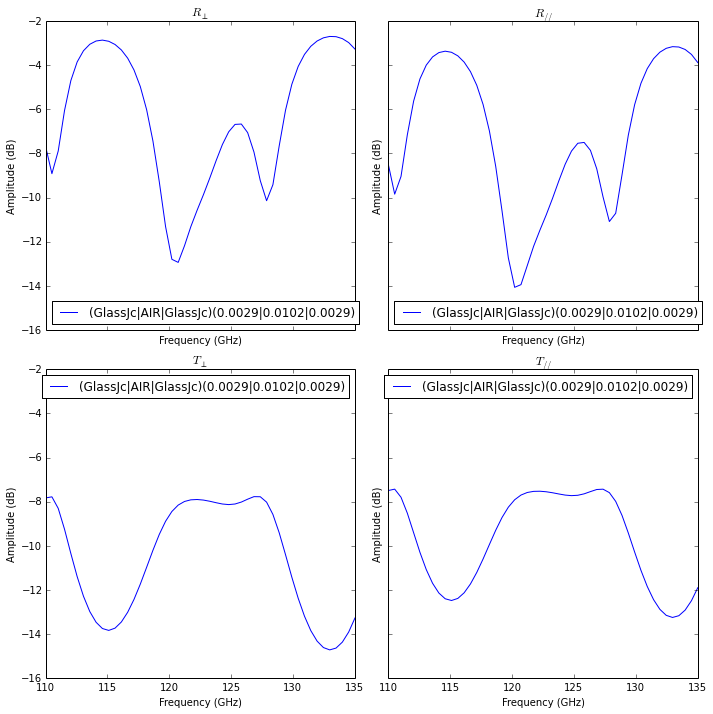 R⊥
R//
−2
−4
−6
−8
−10
−12
−14
−16
Amplitude (dB)
Amplitude (dB)
(GlassJc|AIR|GlassJc)(0.0029|0.0102|0.0029)
(GlassJc|AIR|GlassJc)(0.0029|0.0102|0.0029)
Frequency (GHz)
Frequency (GHz)
T⊥
T//
−2
−4
−6
−8
−10
−12
−14
−16
(GlassJc|AIR|GlassJc)(0.0029|0.0102|0.0029)
(GlassJc|AIR|GlassJc)(0.0029|0.0102|0.0029)
Amplitude (dB)
Amplitude (dB)
110 115 120 125 130 135
110 115 120 125 130 135
Frequency (GHz)
Frequency (GHz)